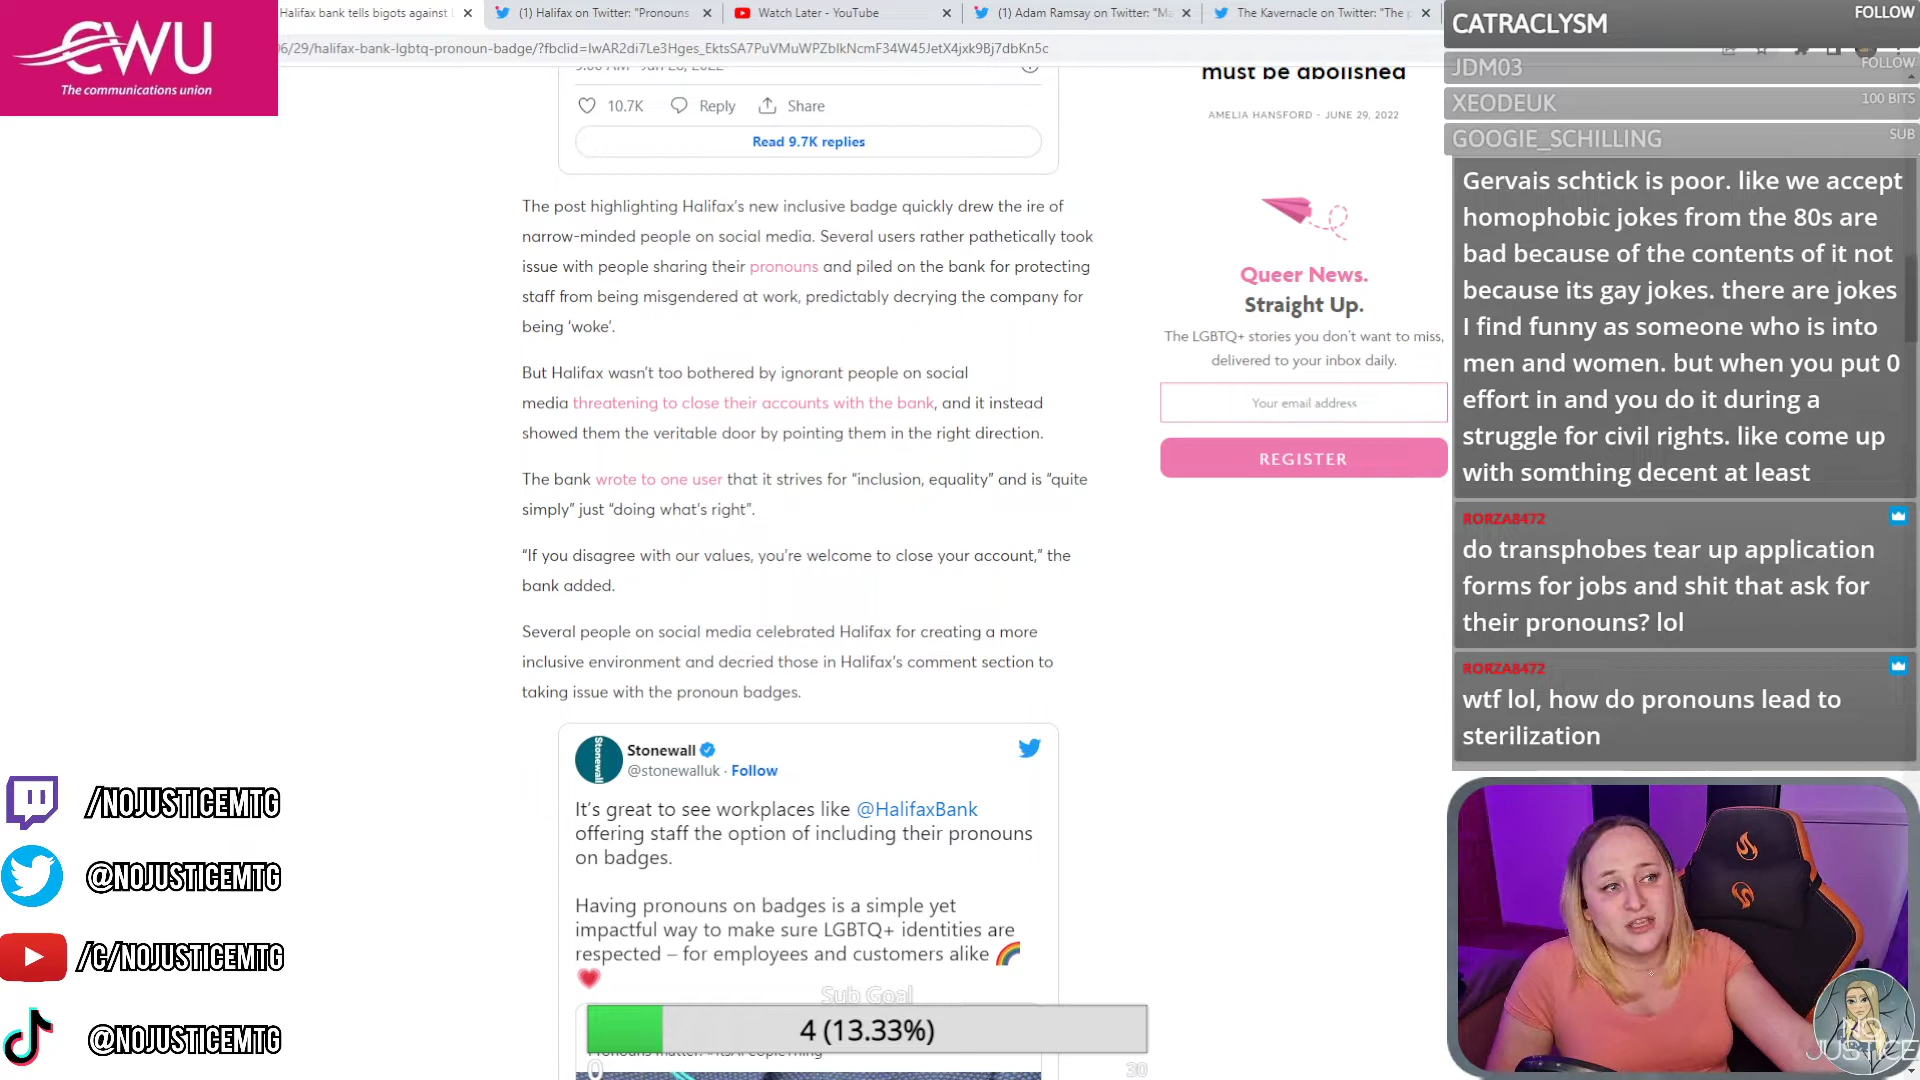 CWU
The communications union
Halifax bank tells bigots against
(1) Halifax on Twitter: "Pronouns
Watch Later - YouTube
(1) Adam Ramsay on Twitter: "Ma
The Kavernacle on Twitter: "The p
06/29/halifax-bank-lgbtq-pronoun-badge/?fbclid=IwAR2di7Le3Hges_EktsSA7PuVMuWPZbIkNcmF34W45JetX4jxk9Bj7dbKn5c
10.7K Reply Share
Read 9.7K replies
The post highlighting Halifax's new inclusive badge quickly drew the ire of
narrow-minded people on social media. Several users rather pathetically took
issue with people sharing their pronouns and piled on the bank for protecting
staff from being misgendered at work, predictably decrying the company for
being 'woke'.
But Halifax wasn't too bothered by ignorant people on social
media threatening to close their accounts with the bank, and it instead
showed them the veritable door by pointing them in the right direction.
The bank wrote to one user that it strives for “inclusion, equality” and is “quite
simply” just “doing what's right”.
“If you disagree with our values, you're welcome to close your account,” the
bank added.
Several people on social media celebrated Halifax for creating a more
inclusive environment and decried those in Halifax's comment section to
taking issue with the pronoun badges.
Stonewall
Stonewall
@stonewalluk · Follow
It's great to see workplaces like @HalifaxBank
offering staff the option of including their pronouns
on badges.
Having pronouns on badges is a simple yet
impactful way to make sure LGBTQ+ identities are
respected – for employees and customers alike 🌈
💗
Sub Goal
4 (13.33%)
0
30
must be abolished
AMELIA HANSFORD - JUNE 29, 2022
Queer News.
Straight Up.
The LGBTQ+ stories you don't want to miss,
delivered to your inbox daily.
Your email address
REGISTER
CATRACLYSM FOLLOW
JDM03 FOLLOW
XEODEUK 100 BITS
GOOGIE_SCHILLING SUB
Gervais schtick is poor. like we accept
homophobic jokes from the 80s are
bad because of the contents of it not
because its gay jokes. there are jokes
I find funny as someone who is into
men and women. but when you put 0
effort in and you do it during a
struggle for civil rights. like come up
with somthing decent at least
RORZA8472
do transphobes tear up application
forms for jobs and shit that ask for
their pronouns? lol
RORZA8472
wtf lol, how do pronouns lead to
sterilization
/NOJUSTICEMTG
@NOJUSTICEMTG
/C/NOJUSTICEMTG
@NOJUSTICEMTG
NO
JUSTICE